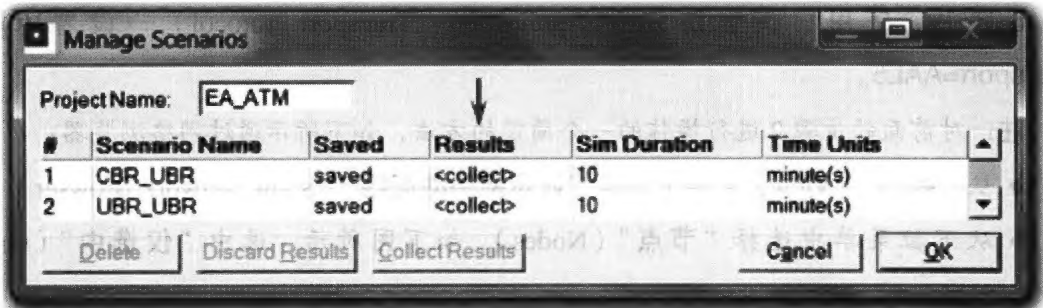 Manage Scenarios
Project Name: EA_ATM
# Scenario Name Saved Results Sim Duration Time Units
1 CBR_UBR saved <collect> 10 minute(s)
2 UBR_UBR saved <collect> 10 minute(s)
Delete Discard Results Collect Results Cancel OK